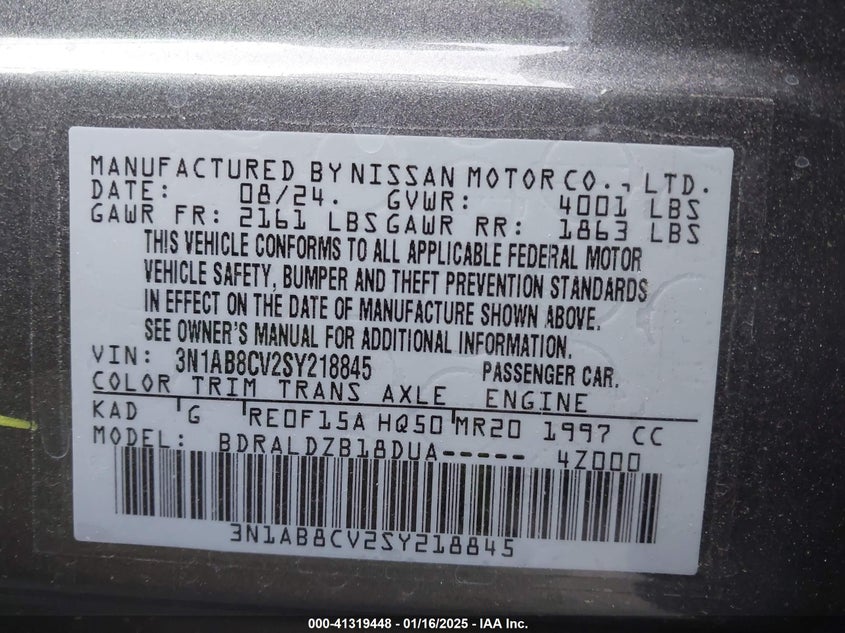 MANUFACTURED BY NISSAN MOTOR CO., LTD.
DATE: 08/24. GVWR: 4001 LBS
GAWR FR: 2161 LBS GAWR RR: 1863 LBS
THIS VEHICLE CONFORMS TO ALL APPLICABLE FEDERAL MOTOR
VEHICLE SAFETY, BUMPER AND THEFT PREVENTION STANDARDS
IN EFFECT ON THE DATE OF MANUFACTURE SHOWN ABOVE.
SEE OWNER'S MANUAL FOR ADDITIONAL INFORMATION.
VIN: 3N1AB8CV2SY218845 PASSENGER CAR.
COLOR TRIM TRANS AXLE ENGINE
KAD G RE0F15A HQ50 MR20 1997 CC
MODEL: BDRALDZB18DUA----- 4Z000
3N1AB8CV2SY218845
000-41319448 - 01/16/2025 - IAA Inc.